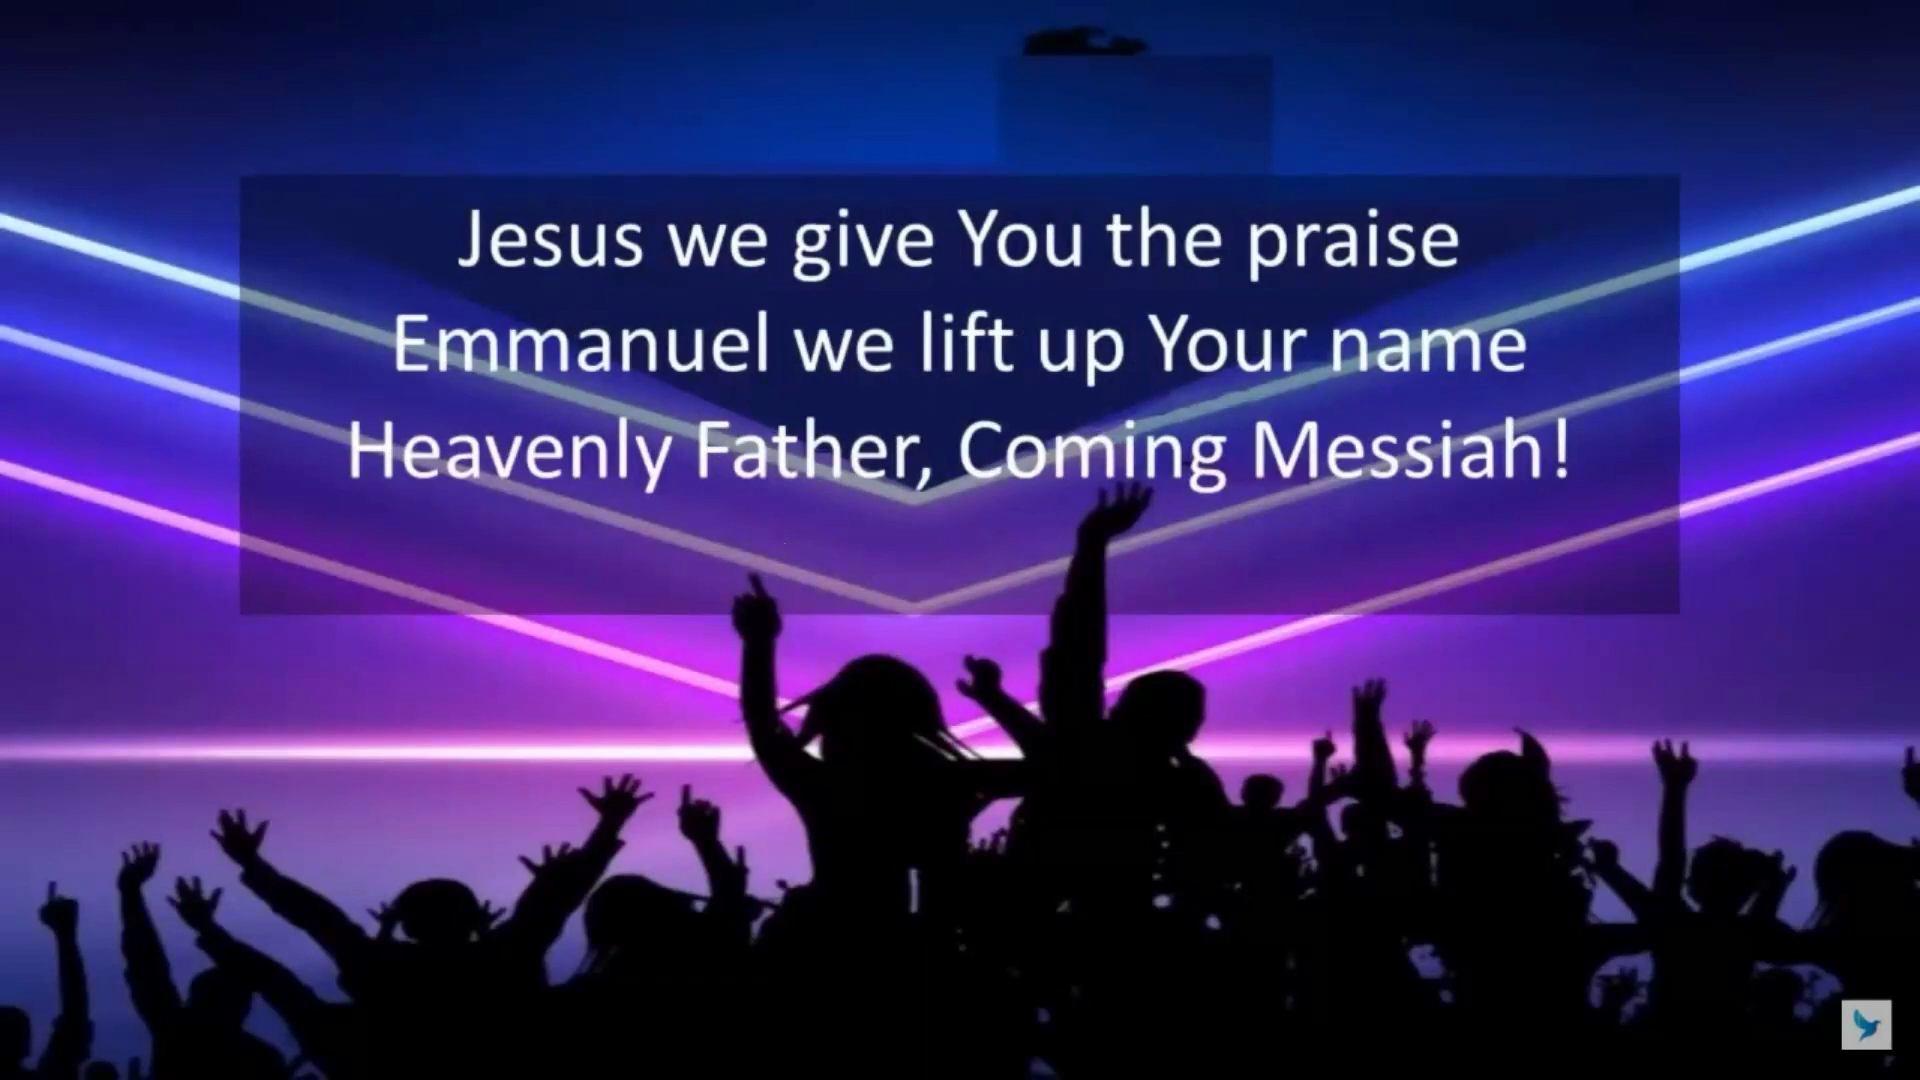 Jesus we give You the praise
Emmanuel we lift up Your name
Heavenly Father, Coming Messiah!